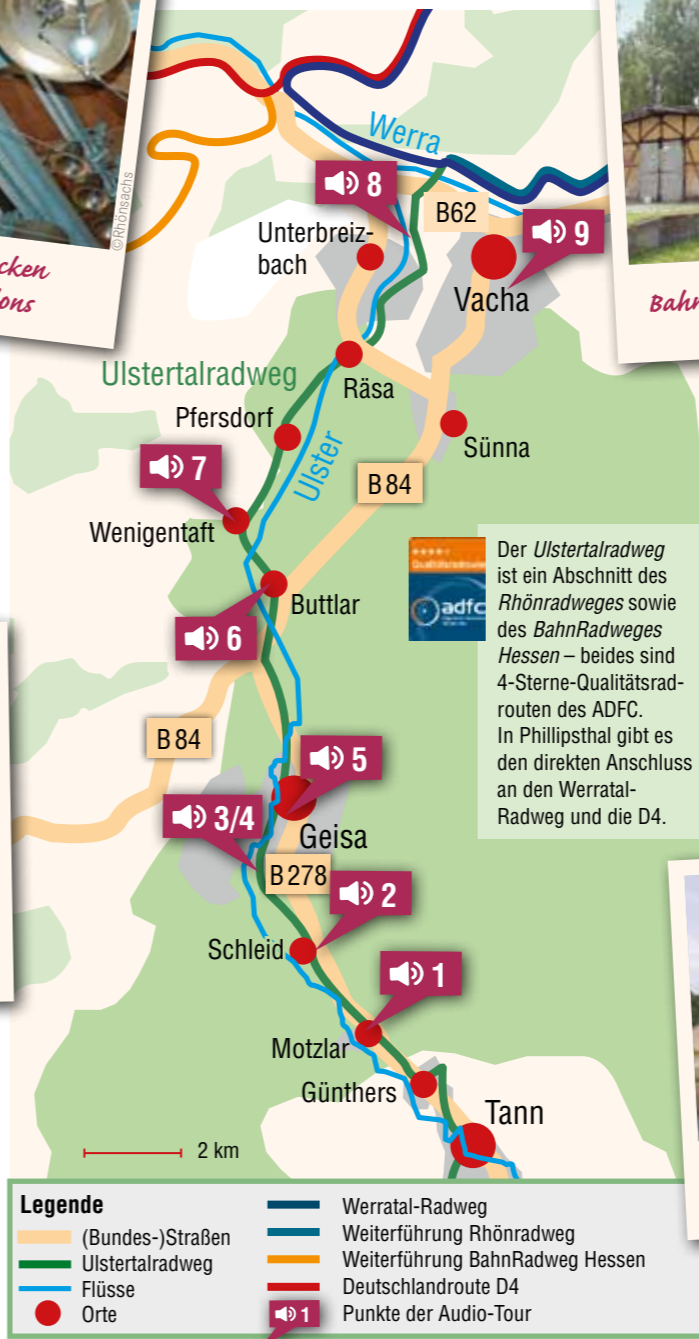 ©Rhönsachs
cken
ons
Bahn
Werra
8
B62
9
Unterbreiz-
bach
Vacha
Ulstertalradweg
Räsa
Pfersdorf
Sünna
Ulster
7
B 84
Wenigentaft
Buttlar
6
adfc
Der Ulstertalradweg
ist ein Abschnitt des
Rhönradweges sowie
des BahnRadweges
Hessen – beides sind
4-Sterne-Qualitätsrad-
routen des ADFC.
In Phillipsthal gibt es
den direkten Anschluss
an den Werratal-
Radweg und die D4.
B 84
5
3/4
Geisa
B 278
2
Schleid
1
Motzlar
Günthers
Tann
2 km
Legende
(Bundes-)Straßen
Ulstertalradweg
Flüsse
Orte
Werratal-Radweg
Weiterführung Rhönradweg
Weiterführung BahnRadweg Hessen
Deutschlandroute D4
1 Punkte der Audio-Tour